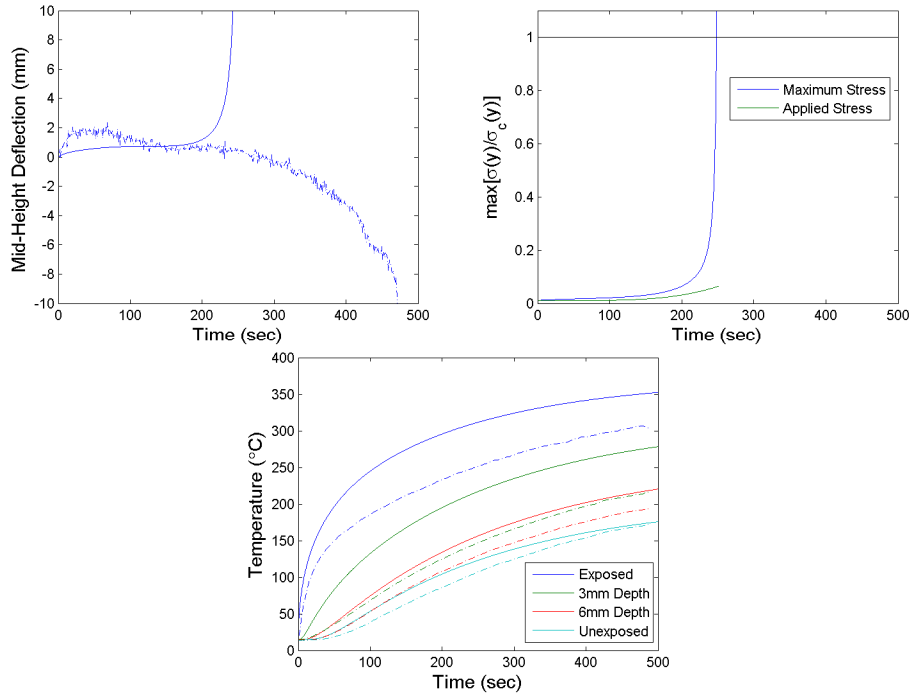 10
8
6
4
2
0
-2
-4
-6
-8
-10
0 100 200 300 400 500
Mid-Height Deflection (mm)
Time (sec)
1
0.8
0.6
0.4
0.2
0
0 100 200 300 400 500
max[σ(y)/σc(y)]
Time (sec)
Maximum Stress
Applied Stress
400
350
300
250
200
150
100
50
0
0 100 200 300 400 500
Temperature (°C)
Time (sec)
Exposed
3mm Depth
6mm Depth
Unexposed